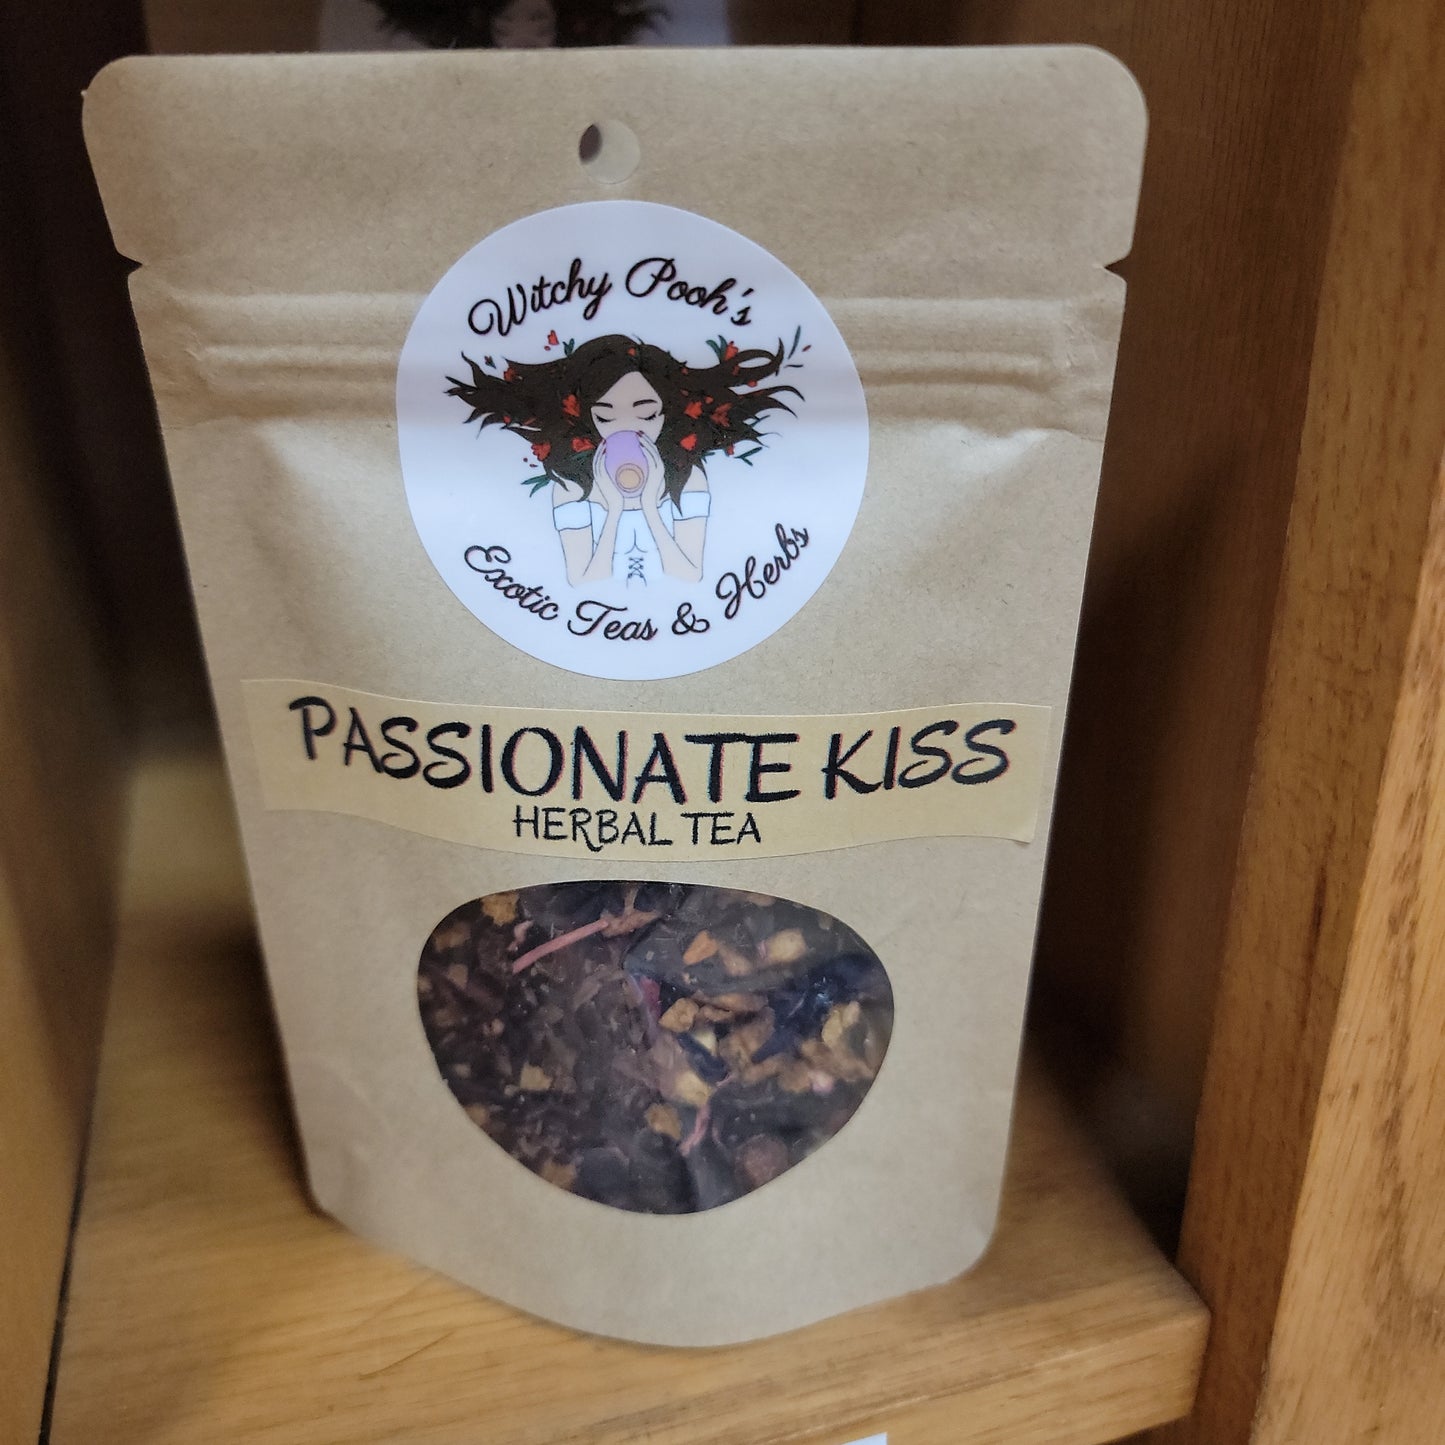 Witchy Pooh's
Exotic Teas & Herbs
PASSIONATE KISS
HERBAL TEA